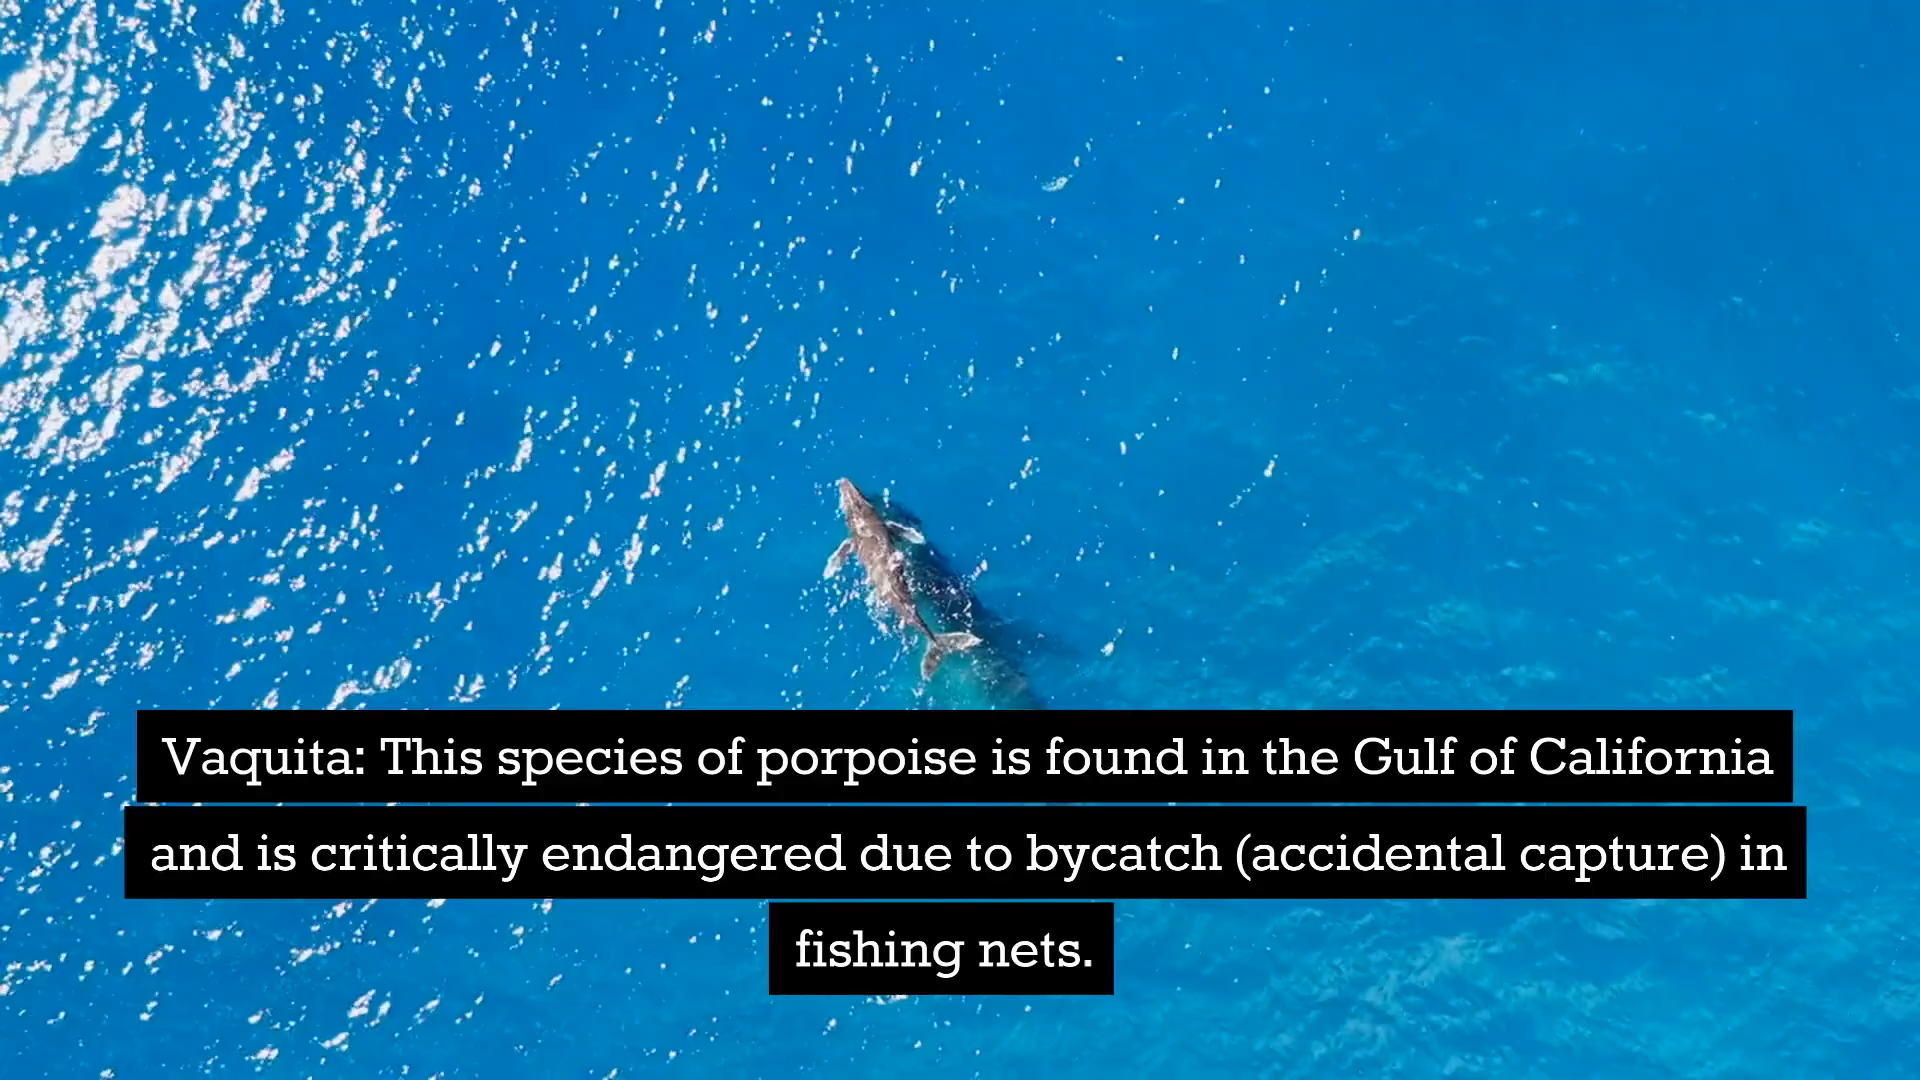 Vaquita: This species of porpoise is found in the Gulf of California
and is critically endangered due to bycatch (accidental capture) in
fishing nets.